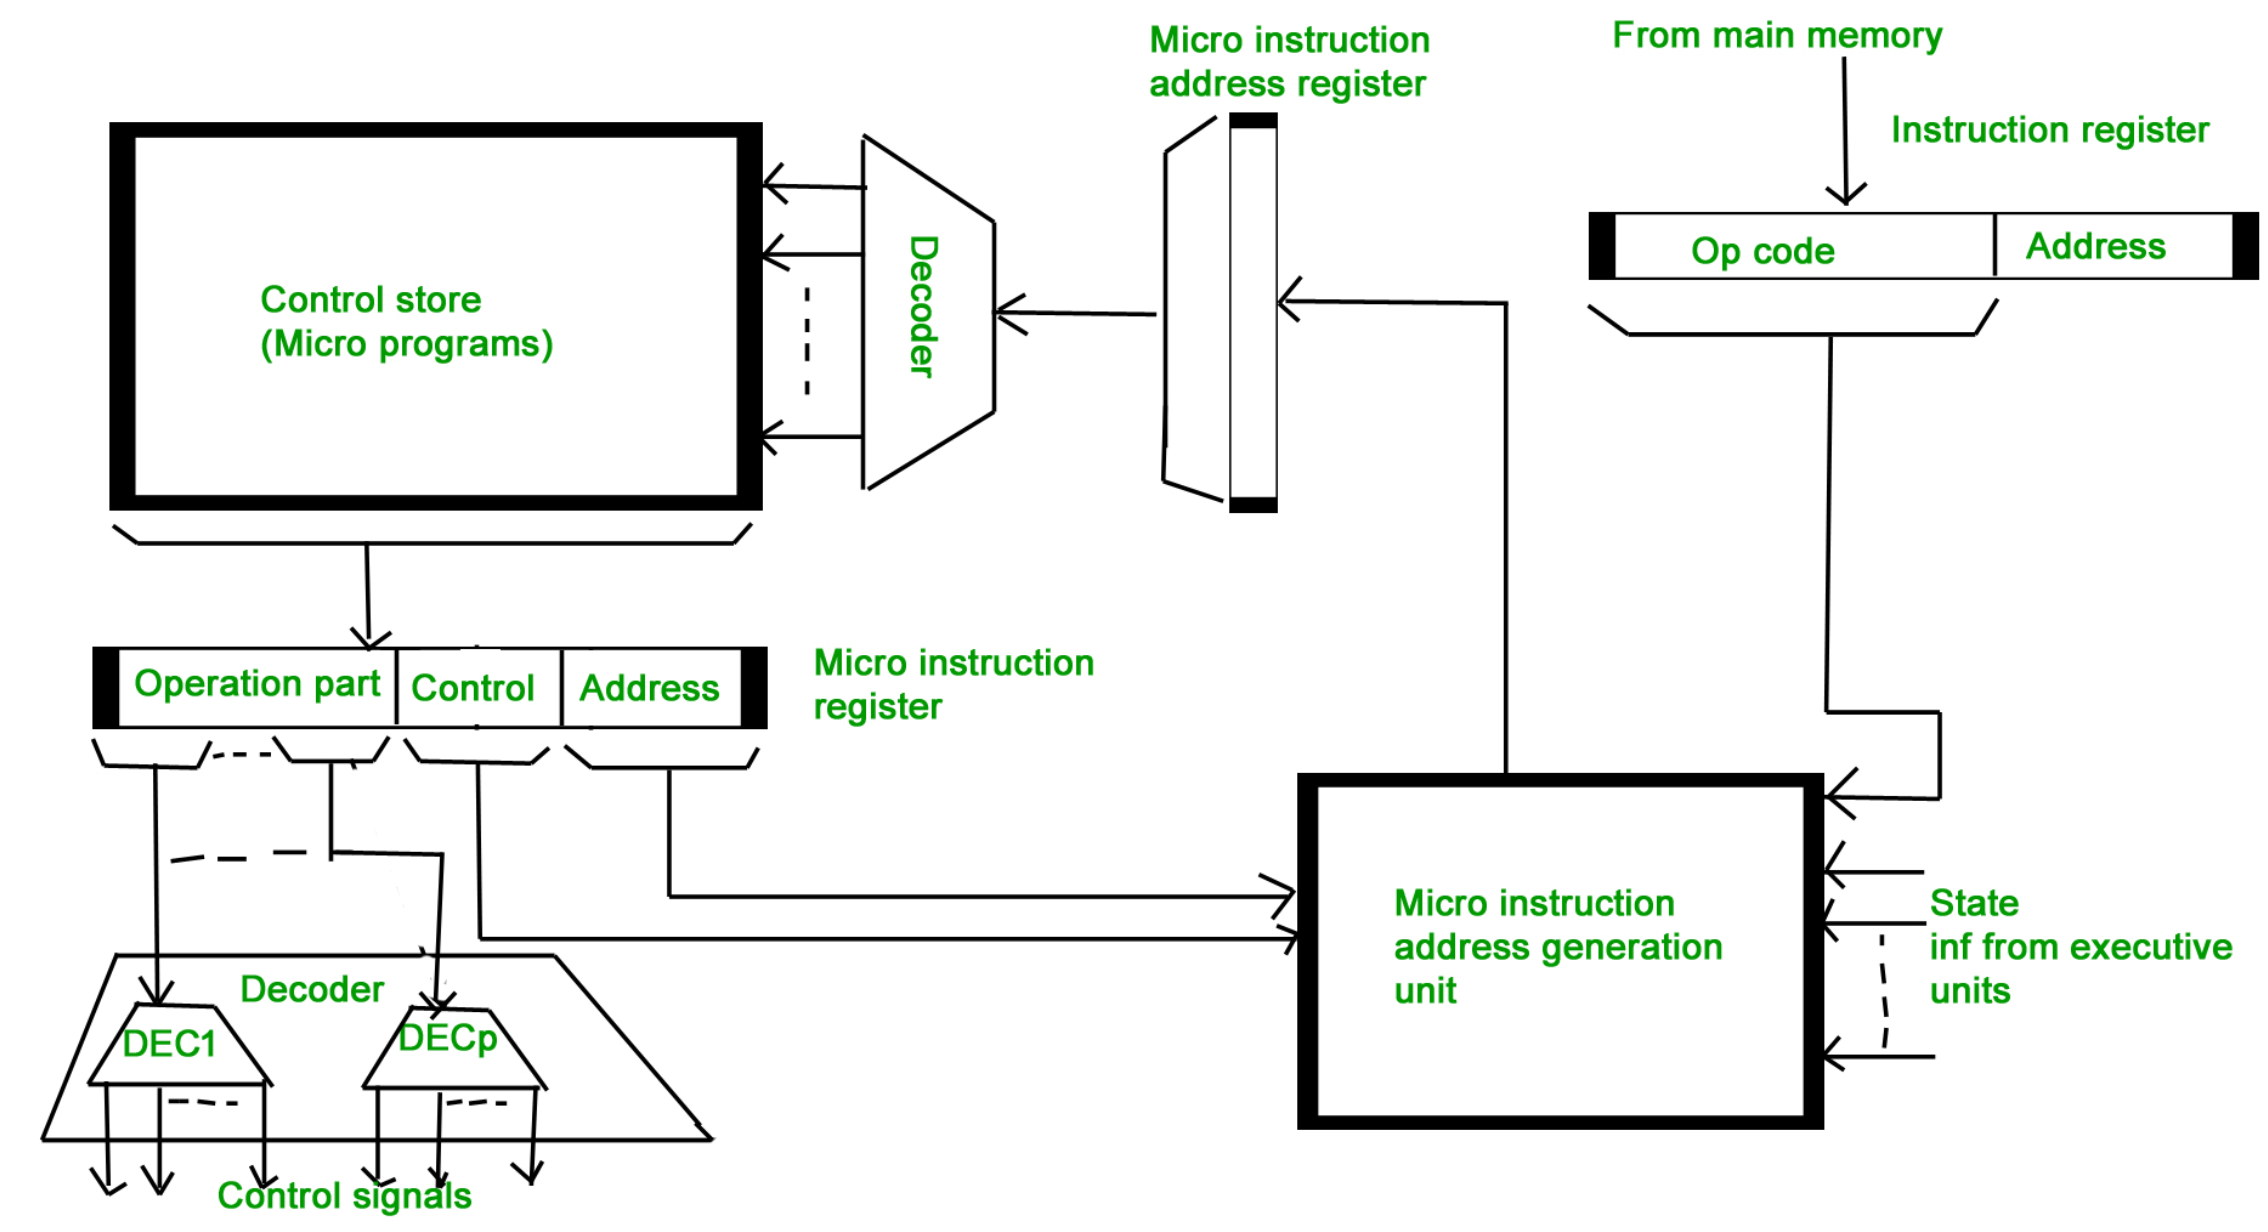 Micro instruction
address register
From main memory
Instruction register
Op code
Address
Control store
(Micro programs)
Decoder
Operation part
Control
Address
Micro instruction
register
Micro instruction
address generation
unit
State
inf from executive
units
Decoder
DEC1
DECp
Control signals